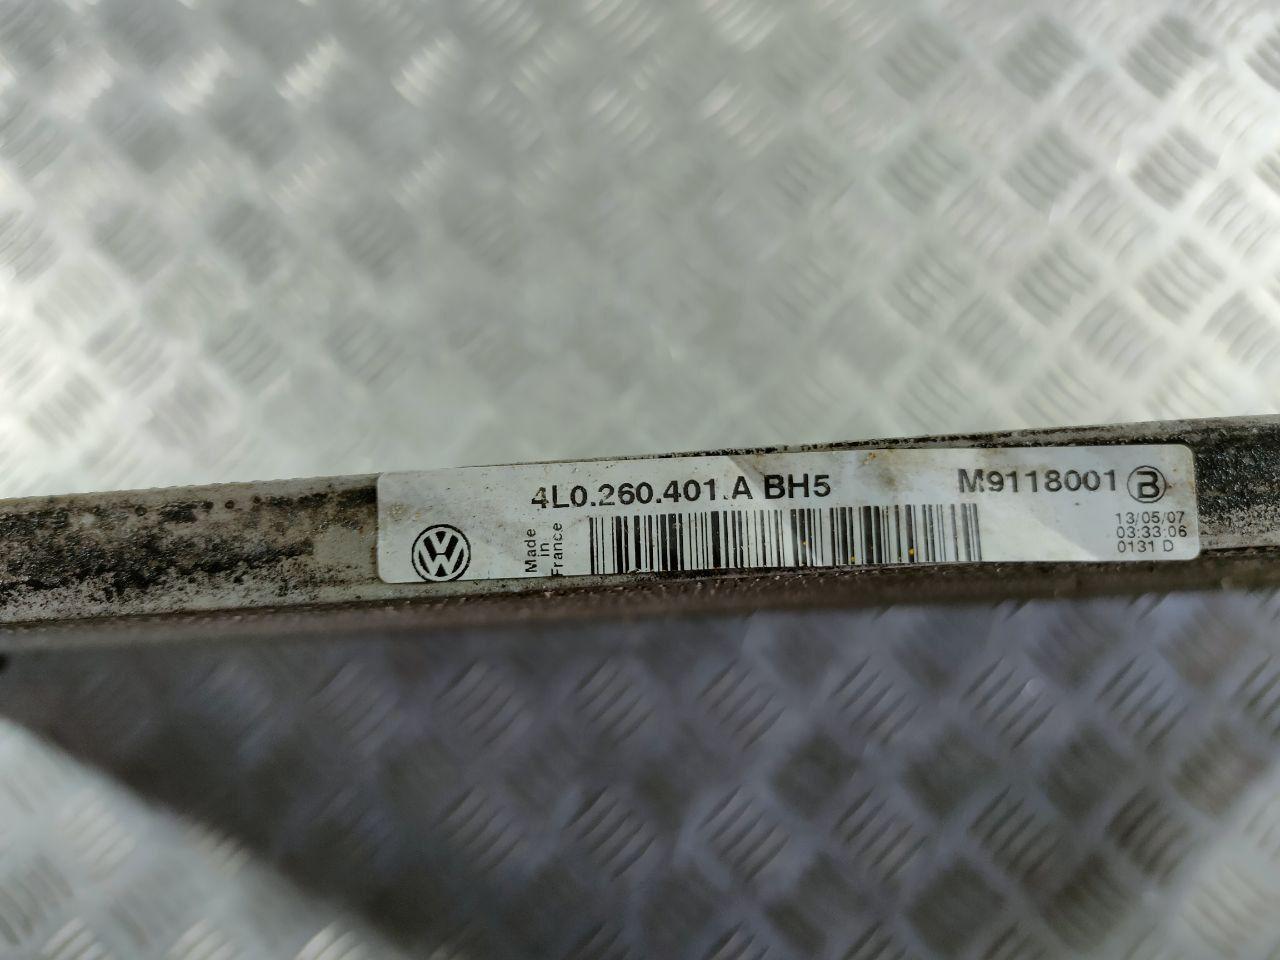 4L0.260.401.A BH5
M9118001 B
Made
in
France
13/05/07
03:33:06
0131 D